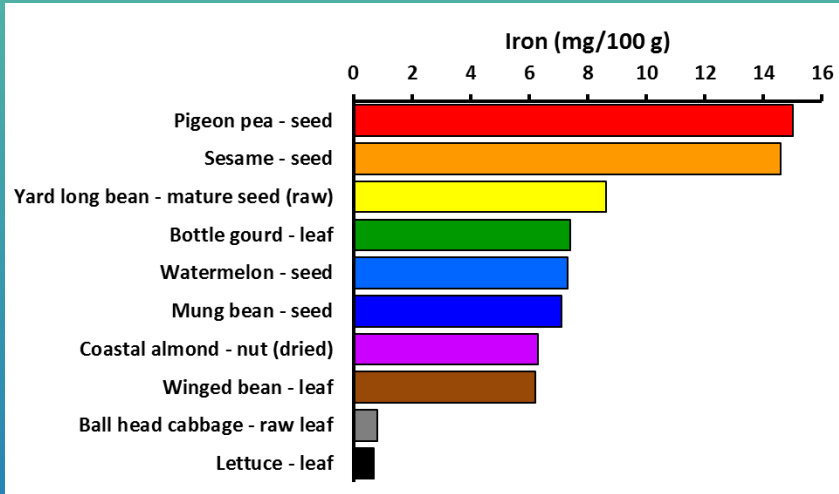 Iron (mg/100 g)
0 2 4 6 8 10 12 14 16
Pigeon pea - seed
Sesame - seed
Yard long bean - mature seed (raw)
Bottle gourd - leaf
Watermelon - seed
Mung bean - seed
Coastal almond - nut (dried)
Winged bean - leaf
Ball head cabbage - raw leaf
Lettuce - leaf